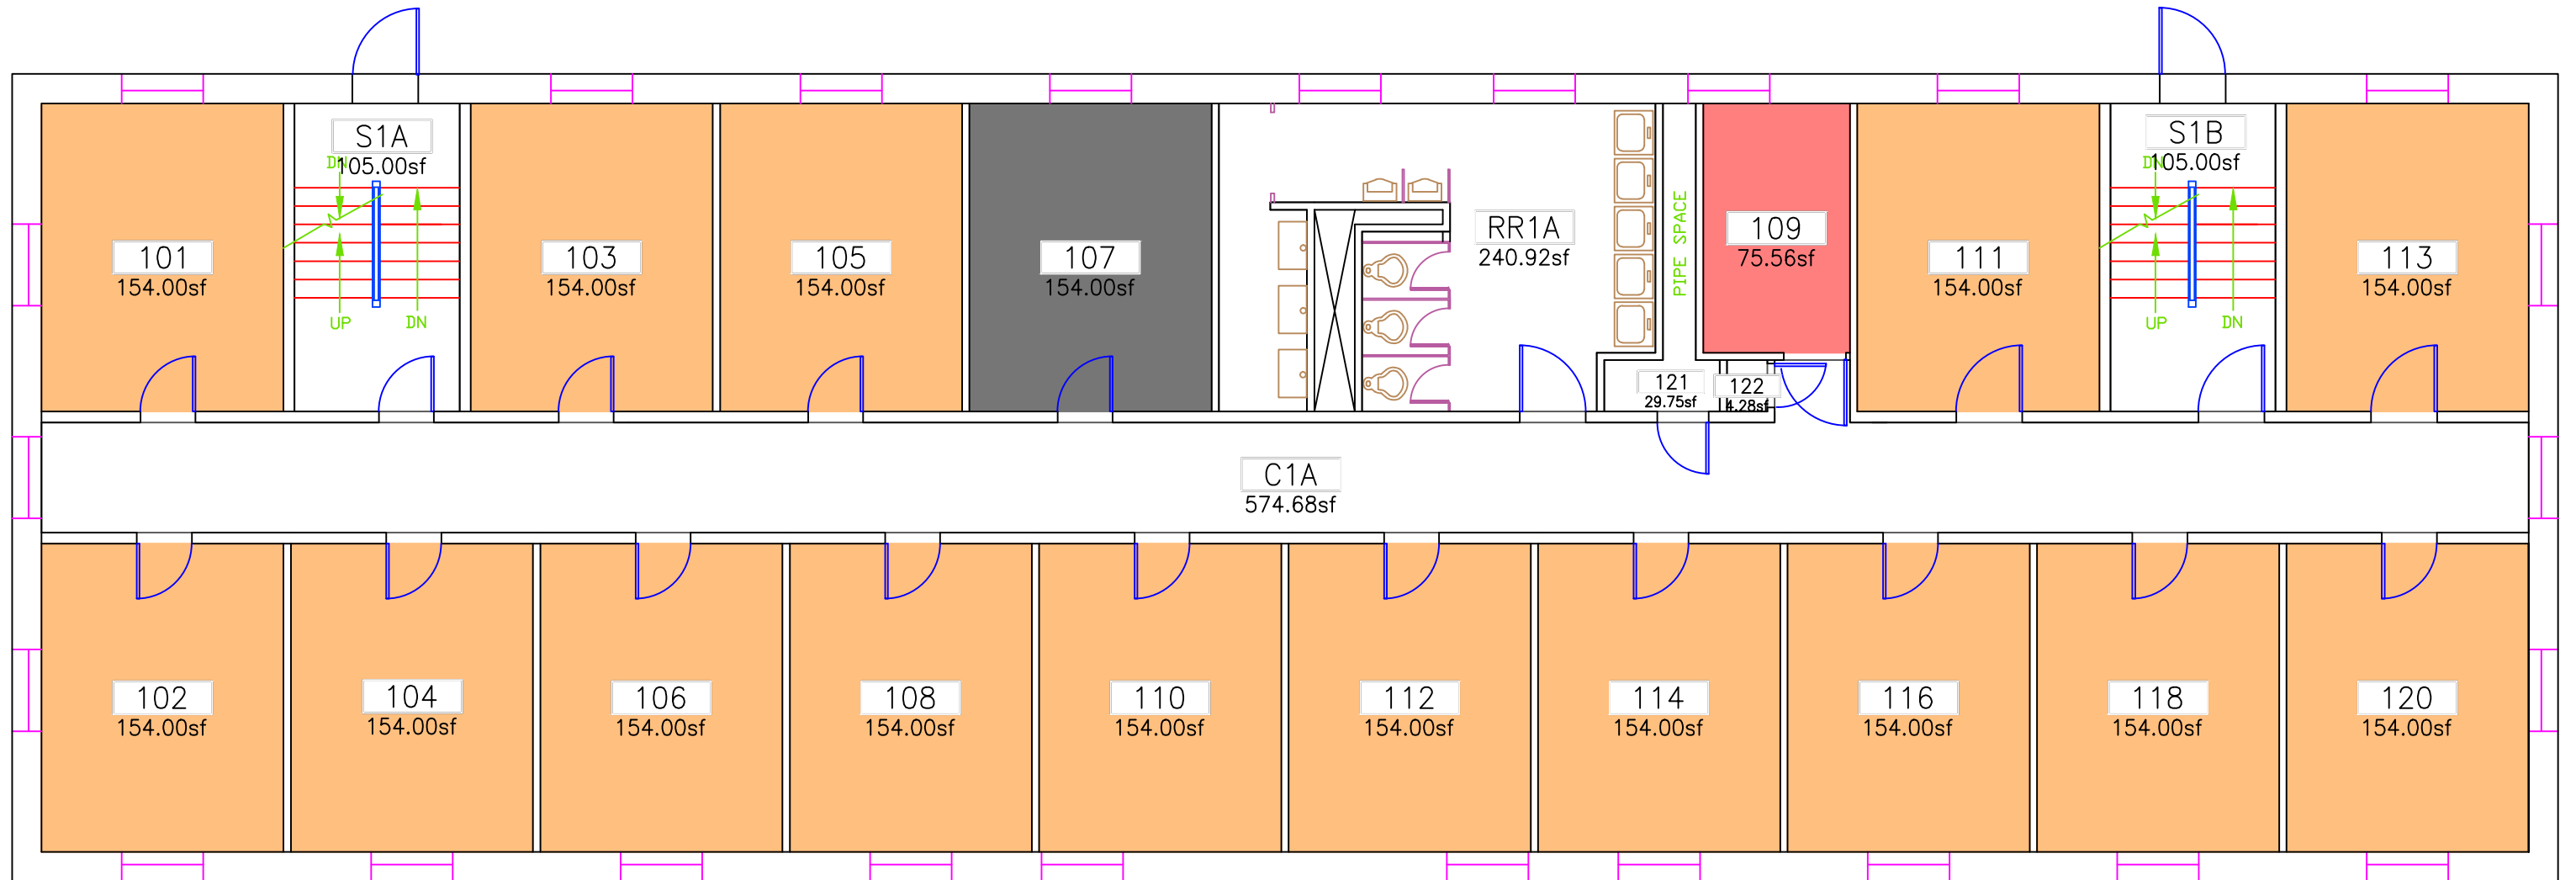 S1A
DN
105.00sf
UP
DN
S1B
DN
105.00sf
UP
DN
101
154.00sf
103
154.00sf
105
154.00sf
107
154.00sf
RR1A
240.92sf
PIPE SPACE
109
75.56sf
111
154.00sf
113
154.00sf
121
29.75sf
122
4.28sf
C1A
574.68sf
102
154.00sf
104
154.00sf
106
154.00sf
108
154.00sf
110
154.00sf
112
154.00sf
114
154.00sf
116
154.00sf
118
154.00sf
120
154.00sf